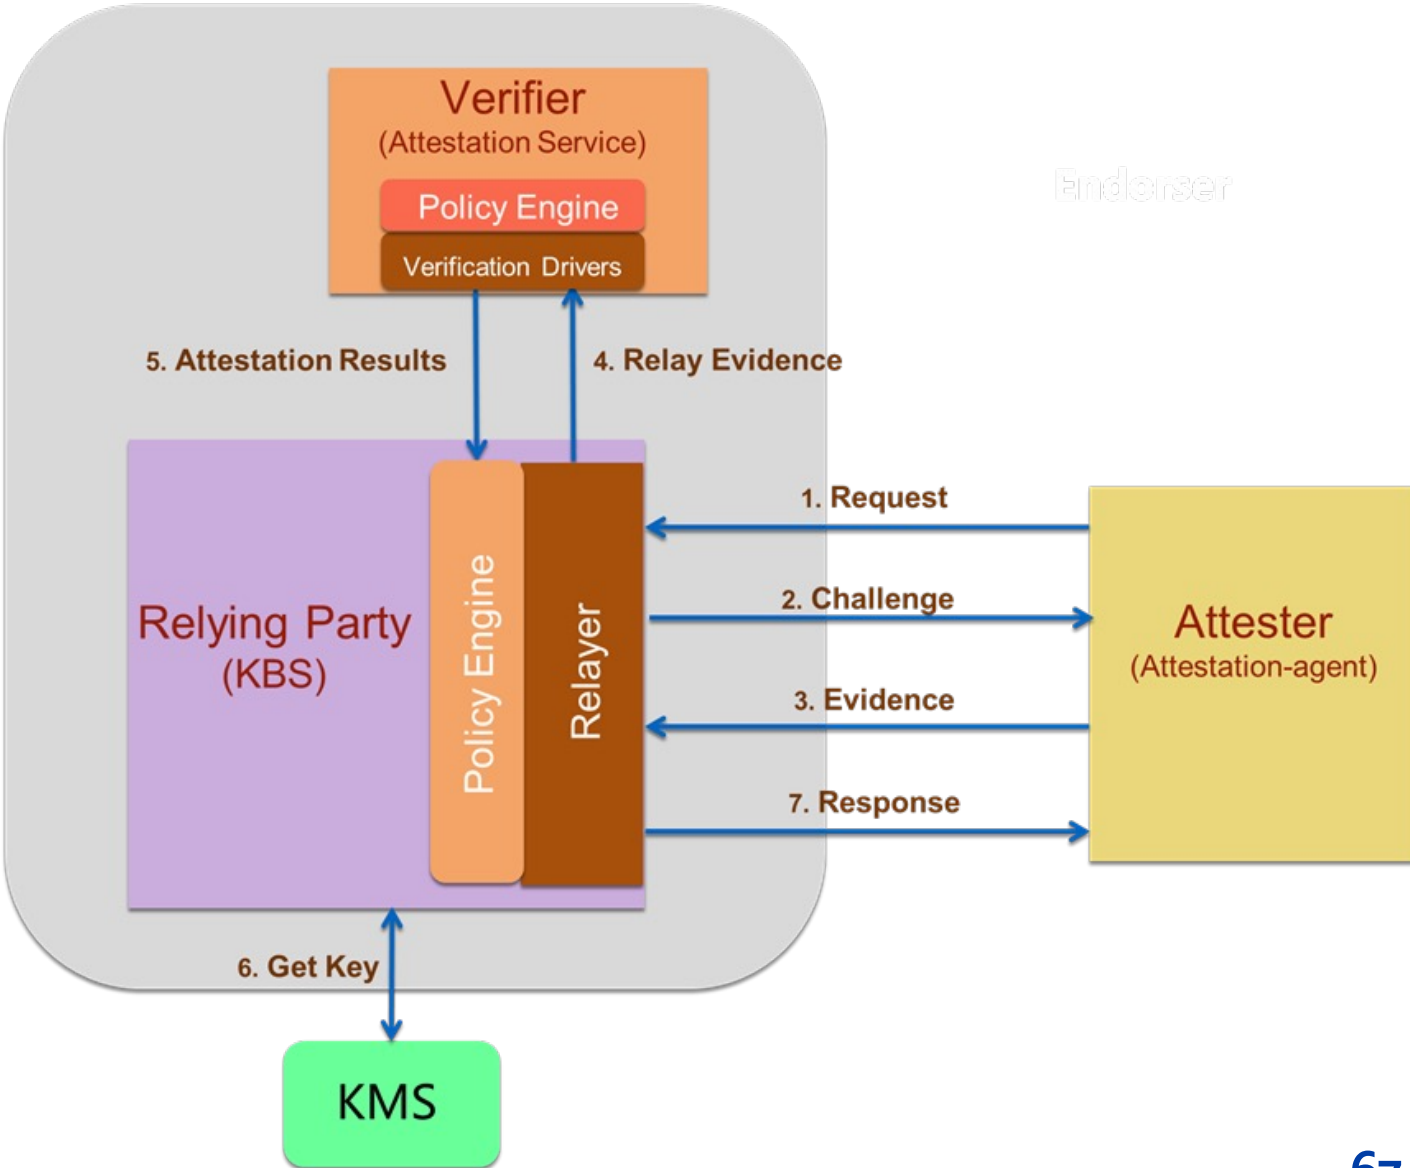 Verifier
(Attestation Service)
Endorser
Policy Engine
Verification Drivers
5. Attestation Results
4. Relay Evidence
1. Request
2. Challenge
Relying Party
(KBS)
Policy Engine
Relayer
Attester
(Attestation-agent)
3. Evidence
7. Response
6. Get Key
KMS